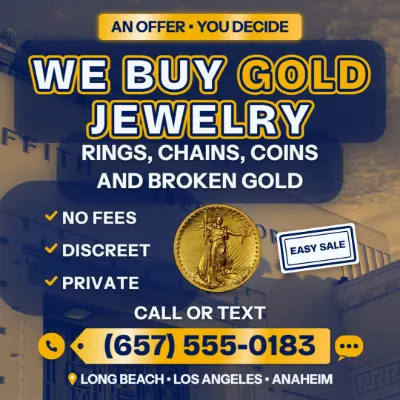 AN OFFER • YOU DECIDE
WE BUY GOLD
JEWELRY
RINGS, CHAINS, COINS
AND BROKEN GOLD
NO FEES
DISCREET
PRIVATE
EASY SALE
CALL OR TEXT
(657) 555-0183
LONG BEACH • LOS ANGELES • ANAHEIM